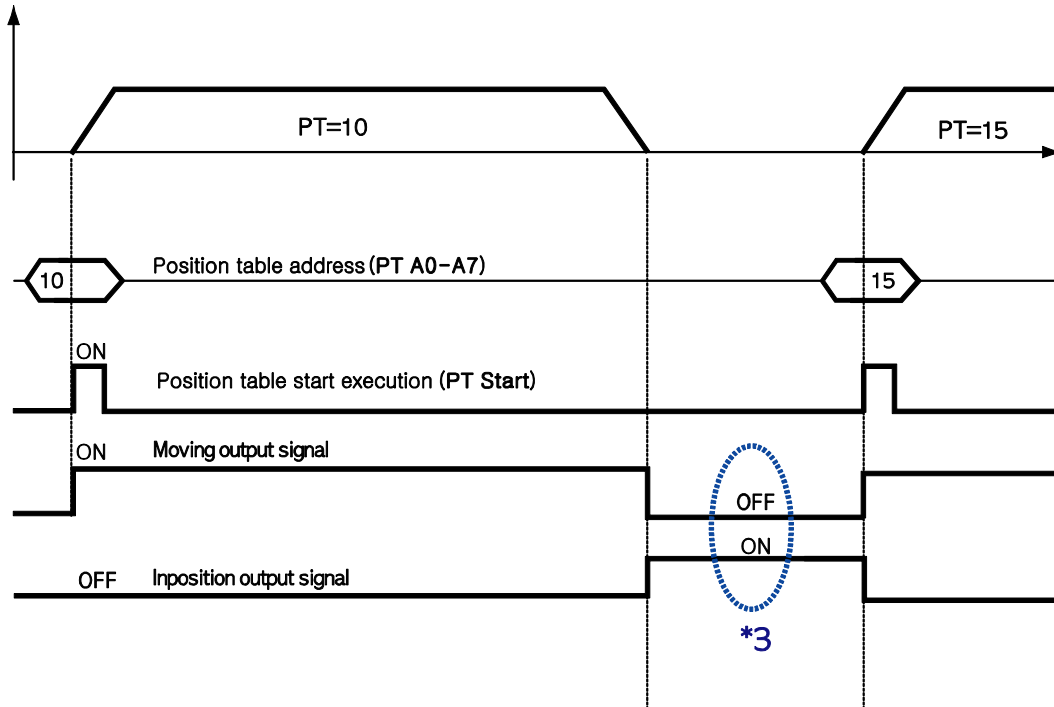 PT=10
PT=15
Position table address (PT A0-A7)
10
15
ON
Position table start execution (PT Start)
ON
Moving output signal
OFF
ON
OFF
Inposition output signal
*3